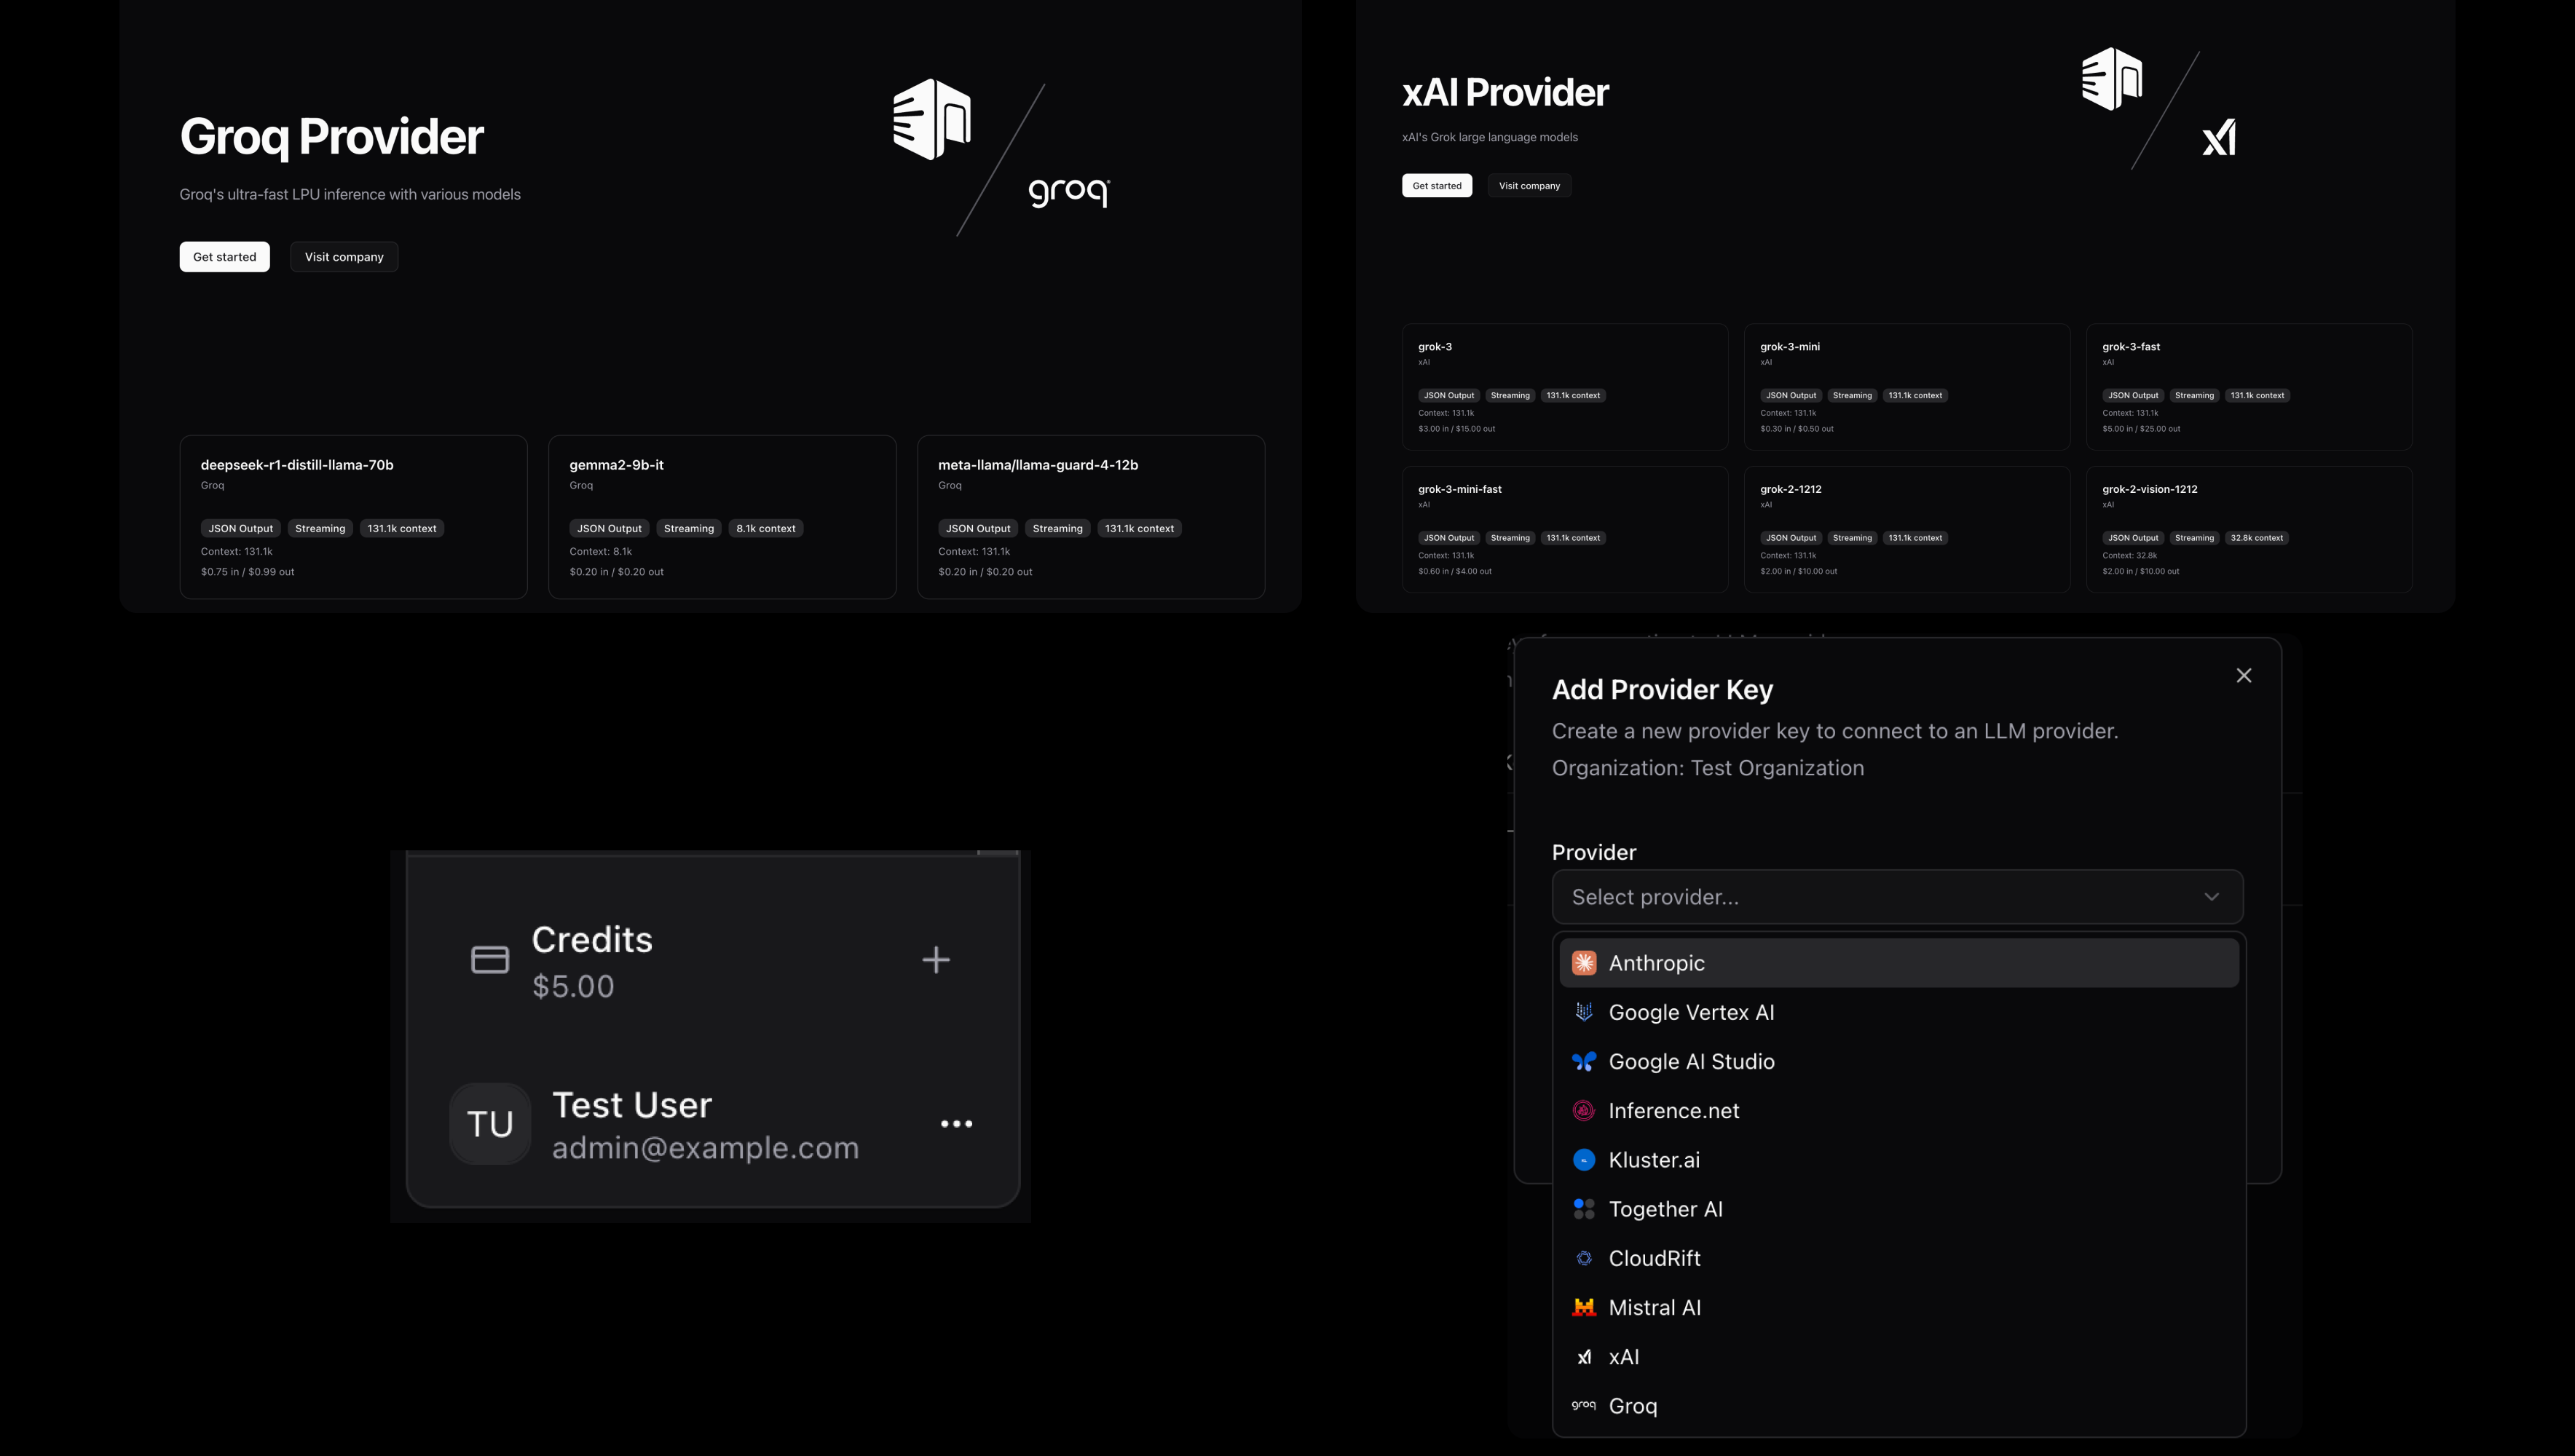 Groq Provider
Groq's ultra-fast LPU inference with various models
Get started
Visit company
groq
deepseek-r1-distill-llama-70b
Groq
JSON Output Streaming 131.1k context
Context: 131.1k
$0.75 in / $0.99 out
gemma2-9b-it
Groq
JSON Output Streaming 8.1k context
Context: 8.1k
$0.20 in / $0.20 out
meta-llama/llama-guard-4-12b
Groq
JSON Output Streaming 131.1k context
Context: 131.1k
$0.20 in / $0.20 out
xAI Provider
xAI's Grok large language models
Get started
Visit company
grok-3
xAI
JSON Output Streaming 131.1k context
Context: 131.1k
$3.00 in / $15.00 out
grok-3-mini
xAI
JSON Output Streaming 131.1k context
Context: 131.1k
$0.30 in / $0.50 out
grok-3-fast
xAI
JSON Output Streaming 131.1k context
Context: 131.1k
$5.00 in / $25.00 out
grok-3-mini-fast
xAI
JSON Output Streaming 131.1k context
Context: 131.1k
$0.60 in / $4.00 out
grok-2-1212
xAI
JSON Output Streaming 131.1k context
Context: 131.1k
$2.00 in / $10.00 out
grok-2-vision-1212
xAI
JSON Output Streaming 32.8k context
Context: 32.8k
$2.00 in / $10.00 out
Credits
$5.00
TU
Test User
admin@example.com
Add Provider Key
Create a new provider key to connect to an LLM provider.
Organization: Test Organization
Provider
Select provider...
Anthropic
Google Vertex AI
Google AI Studio
Inference.net
Kluster.ai
Together AI
CloudRift
Mistral AI
xAI
groq Groq